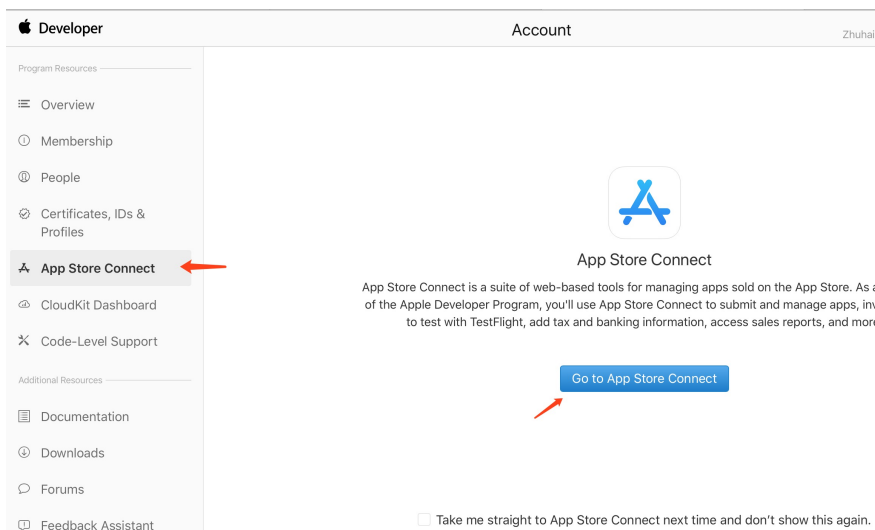 Developer
Account
Zhuhai
Program Resources
Overview
Membership
People
Certificates, IDs &
Profiles
App Store Connect
CloudKit Dashboard
Code-Level Support
Additional Resources
Documentation
Downloads
Forums
Feedback Assistant
App Store Connect
App Store Connect is a suite of web-based tools for managing apps sold on the App Store. As a
of the Apple Developer Program, you'll use App Store Connect to submit and manage apps, inv
to test with TestFlight, add tax and banking information, access sales reports, and more
Go to App Store Connect
Take me straight to App Store Connect next time and don’t show this again.